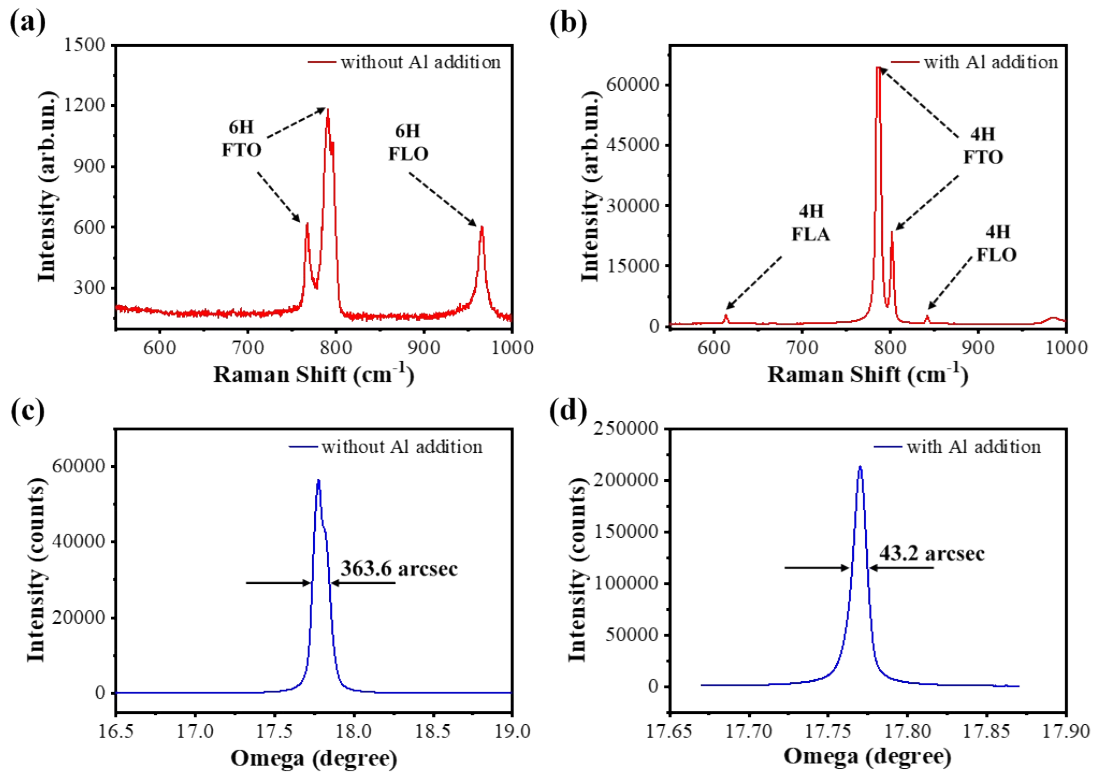 (a)
1500
1200
900
600
300
Intensity (arb.un.)
without Al addition
6H
FTO
6H
FLO
600
700
800
900
1000
Raman Shift (cm⁻¹)
(b)
60000
45000
30000
15000
0
Intensity (arb.un.)
with Al addition
4H
FTO
4H
FLA
4H
FLO
600
700
800
900
1000
Raman Shift (cm⁻¹)
(c)
60000
40000
20000
0
Intensity (counts)
without Al addition
363.6 arcsec
16.5
17.0
17.5
18.0
18.5
19.0
Omega (degree)
(d)
250000
200000
150000
100000
50000
0
Intensity (counts)
with Al addition
43.2 arcsec
17.65
17.70
17.75
17.80
17.85
17.90
Omega (degree)